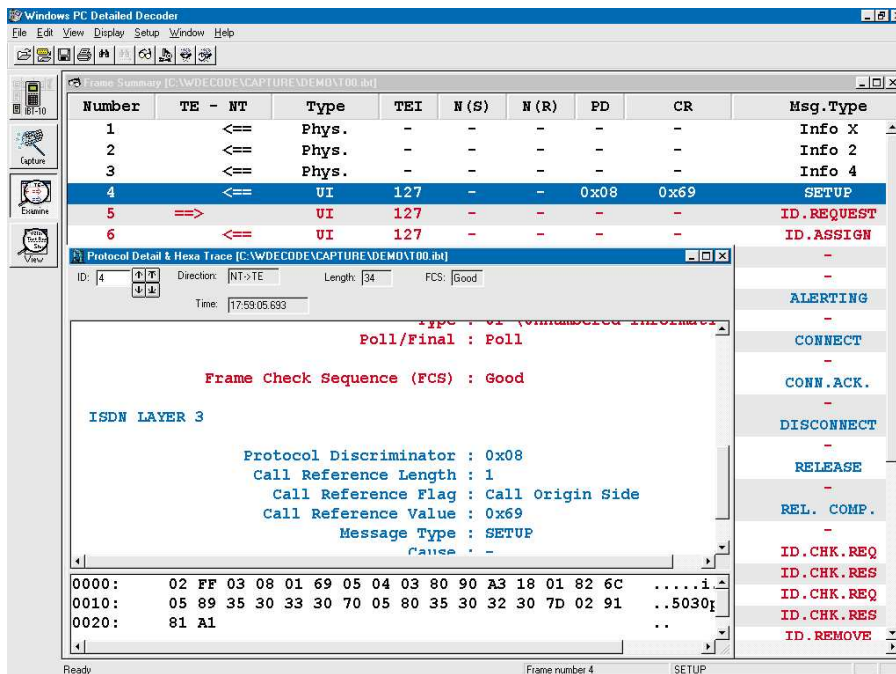 Windows PC Detailed Decoder
File Edit View Display Setup Window Help
Frame Summary [C:\WDECODE\CAPTURE\DEMO\T00.ibt]
iBT-10
Capture
Examine
View
Number TE - NT Type TEI N(S) N(R) PD CR Msg.Type
1 <== Phys. - - - - - Info X
2 <== Phys. - - - - - Info 2
3 <== Phys. - - - - - Info 4
4 <== UI 127 - - 0x08 0x69 SETUP
5 ==> UI 127 - - - - ID.REQUEST
6 <== UI 127 - - - - ID.ASSIGN
-
-
ALERTING
-
CONNECT
-
CONN.ACK.
-
DISCONNECT
-
RELEASE
-
REL. COMP.
-
ID.CHK.REQ
ID.CHK.RES
ID.CHK.REQ
ID.CHK.RES
ID.REMOVE
Protocol Detail & Hexa Trace [C:\WDECODE\CAPTURE\DEMO\T00.ibt]
ID: 4 Direction: NT->TE Length: 34 FCS: Good
Time: 17:59:05.693
Type : UI (Unnumbered Informati
Poll/Final : Poll
Frame Check Sequence (FCS) : Good
ISDN LAYER 3
Protocol Discriminator : 0x08
Call Reference Length : 1
Call Reference Flag : Call Origin Side
Call Reference Value : 0x69
Message Type : SETUP
Cause : -
0000: 02 FF 03 08 01 69 05 04 03 80 90 A3 18 01 82 6C .....i.
0010: 05 89 35 30 33 30 70 05 80 35 30 32 30 7D 02 91 ..5030p
0020: 81 A1 ..
Ready Frame number 4 SETUP